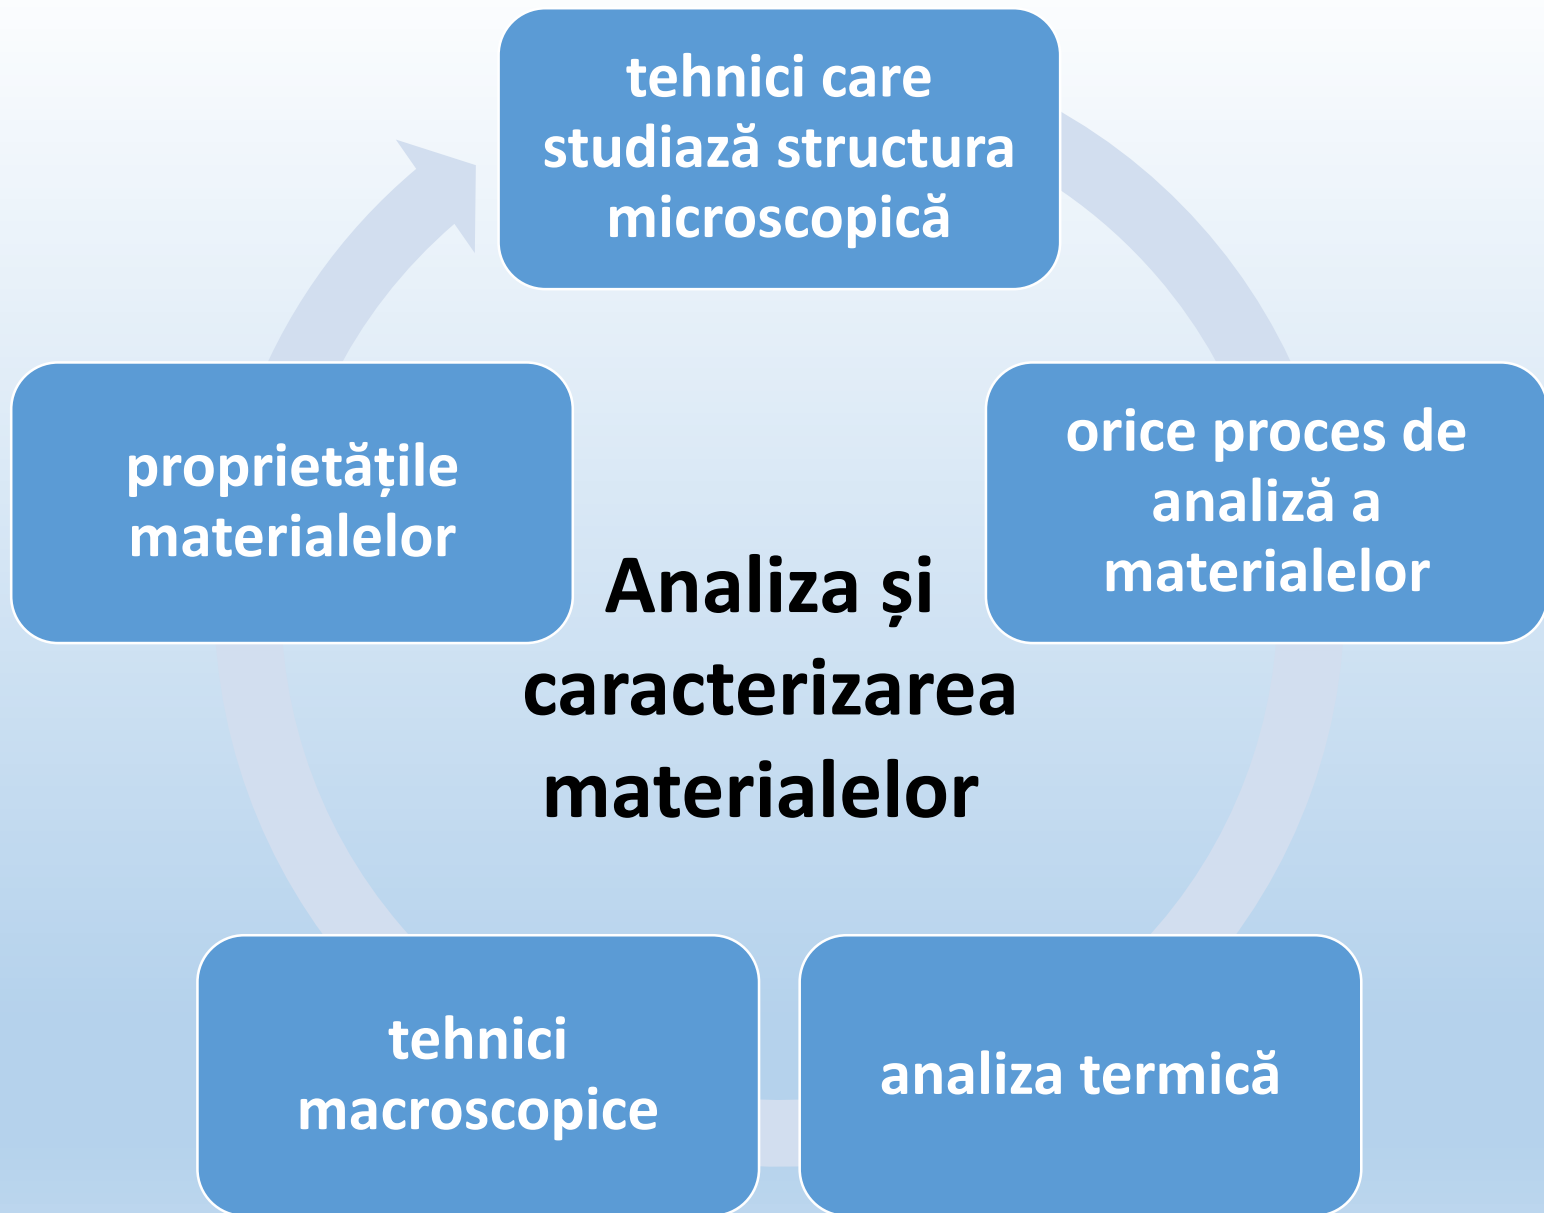 tehnici care
studiază structura
microscopică
orice proces de
analiză a
materialelor
proprietățile
materialelor
Analiza și
caracterizarea
materialelor
tehnici
macroscopice
analiza termică